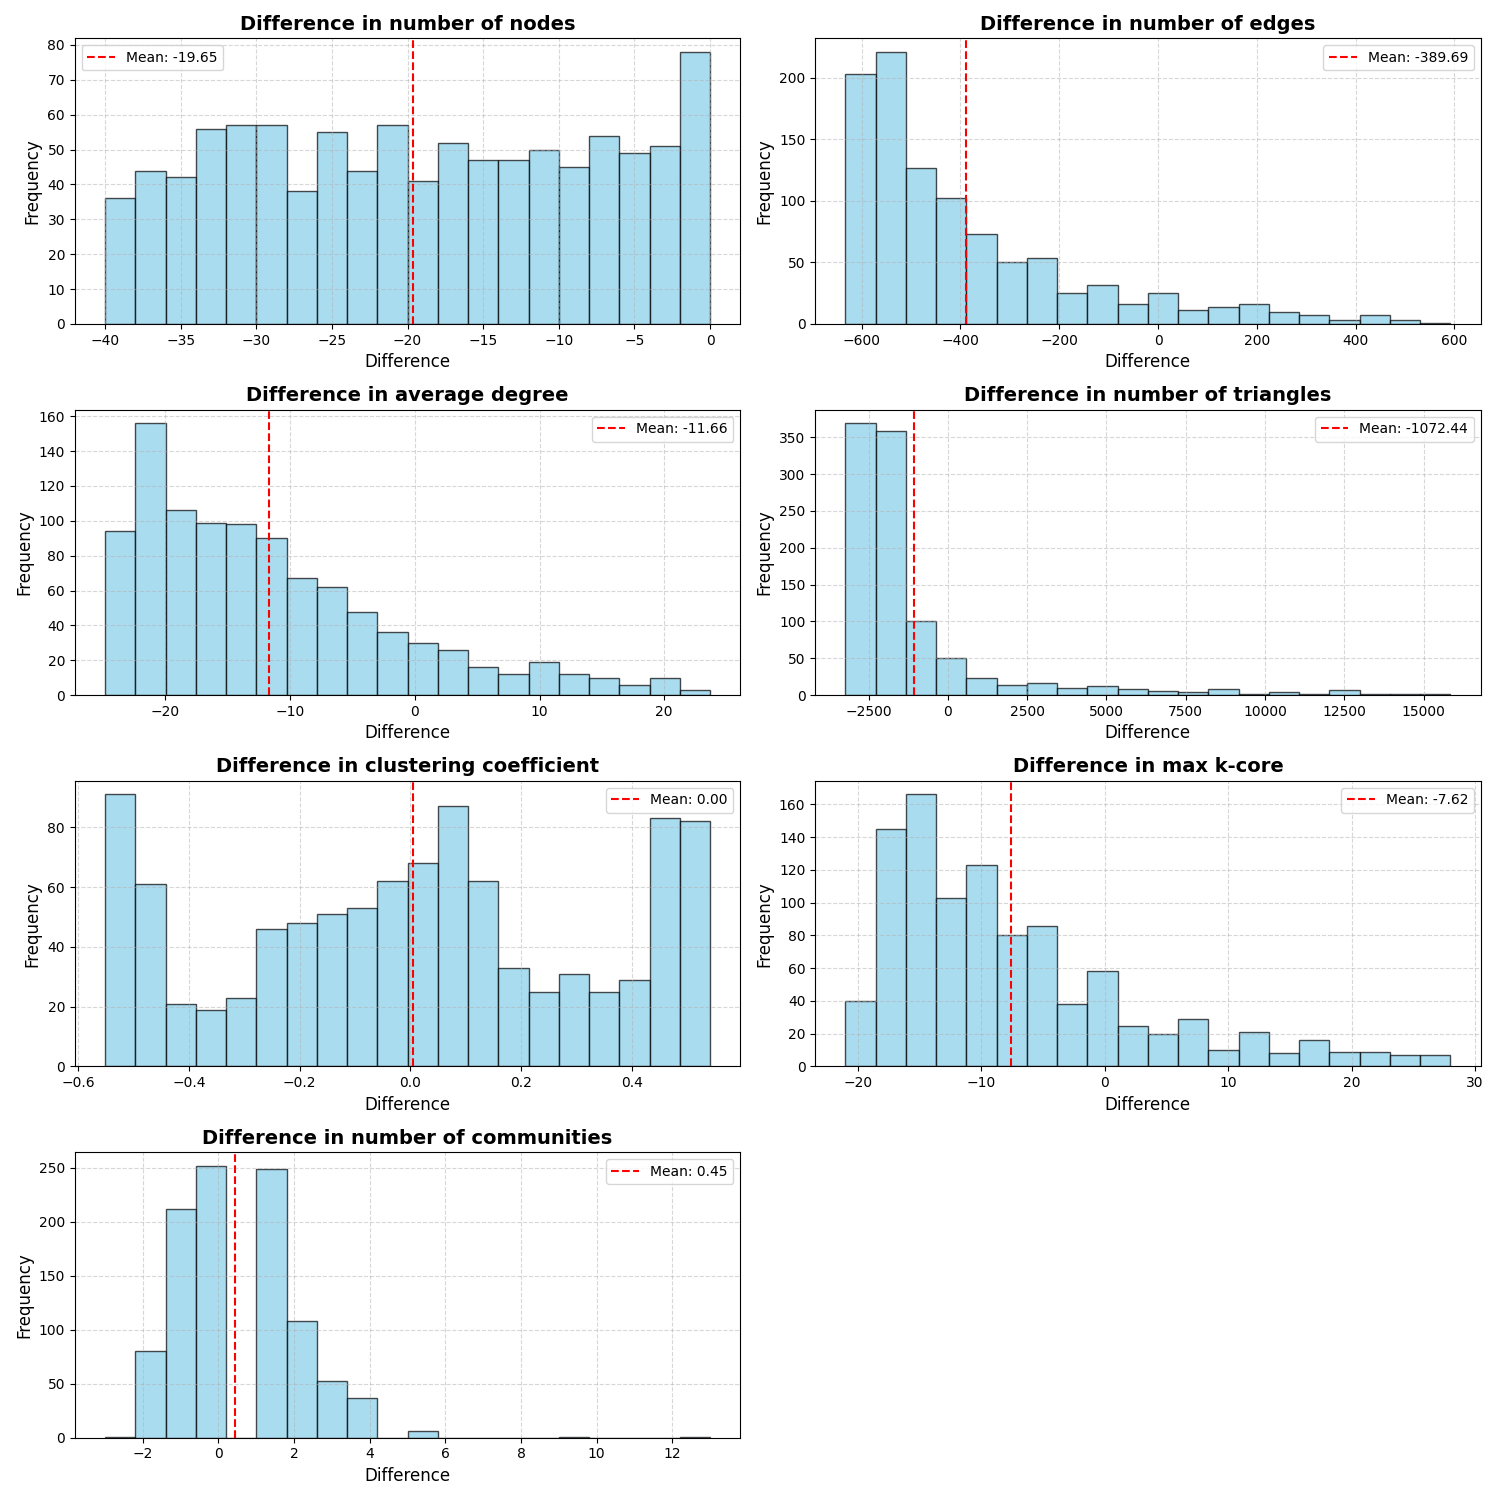 Difference in number of nodes
Mean: -19.65
Frequency
80
70
60
50
40
30
20
10
0
−40 −35 −30 −25 −20 −15 −10 −5 0
Difference
Difference in number of edges
Mean: -389.69
Frequency
200
150
100
50
0
−600 −400 −200 0 200 400 600
Difference
Difference in average degree
Mean: -11.66
Frequency
160
140
120
100
80
60
40
20
0
−20 −10 0 10 20
Difference
Difference in number of triangles
Mean: -1072.44
Frequency
350
300
250
200
150
100
50
0
−2500 0 2500 5000 7500 10000 12500 15000
Difference
Difference in clustering coefficient
Mean: 0.00
Frequency
80
60
40
20
0
−0.6 −0.4 −0.2 0.0 0.2 0.4
Difference
Difference in max k-core
Mean: -7.62
Frequency
160
140
120
100
80
60
40
20
0
−20 −10 0 10 20 30
Difference
Difference in number of communities
Mean: 0.45
Frequency
250
200
150
100
50
0
−2 0 2 4 6 8 10 12
Difference